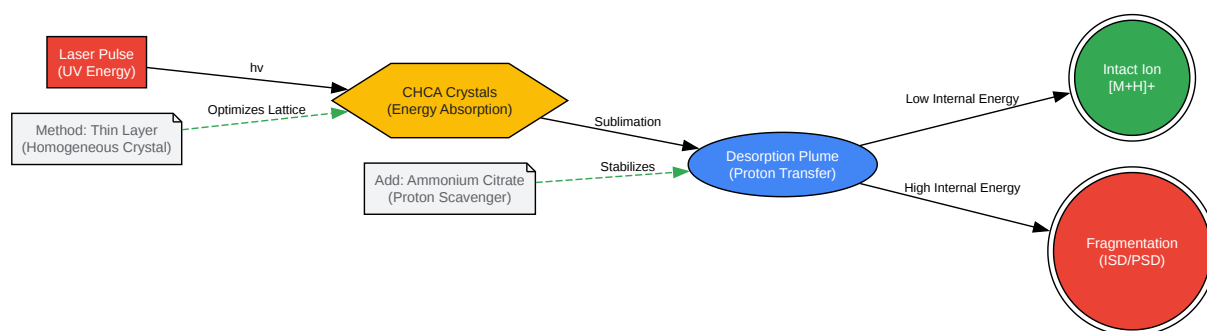 Laser Pulse
(UV Energy)
hv
Method: Thin Layer
(Homogeneous Crystal)
Optimizes Lattice
CHCA Crystals
(Energy Absorption)
Sublimation
Add: Ammonium Citrate
(Proton Scavenger)
Stabilizes
Desorption Plume
(Proton Transfer)
Low Internal Energy
Intact Ion
[M+H]+
High Internal Energy
Fragmentation
(ISD/PSD)